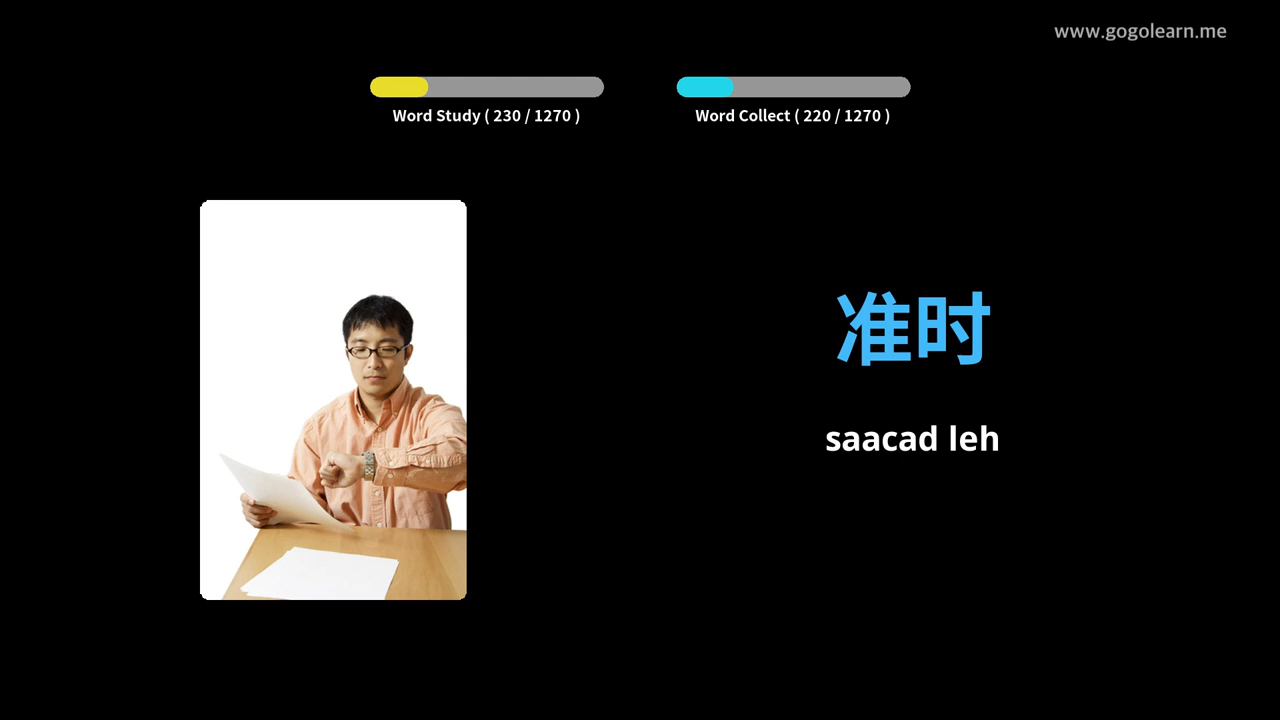 www.gogolearn.me
Word Study ( 230 / 1270 )
Word Collect ( 220 / 1270 )
准时
saacad leh